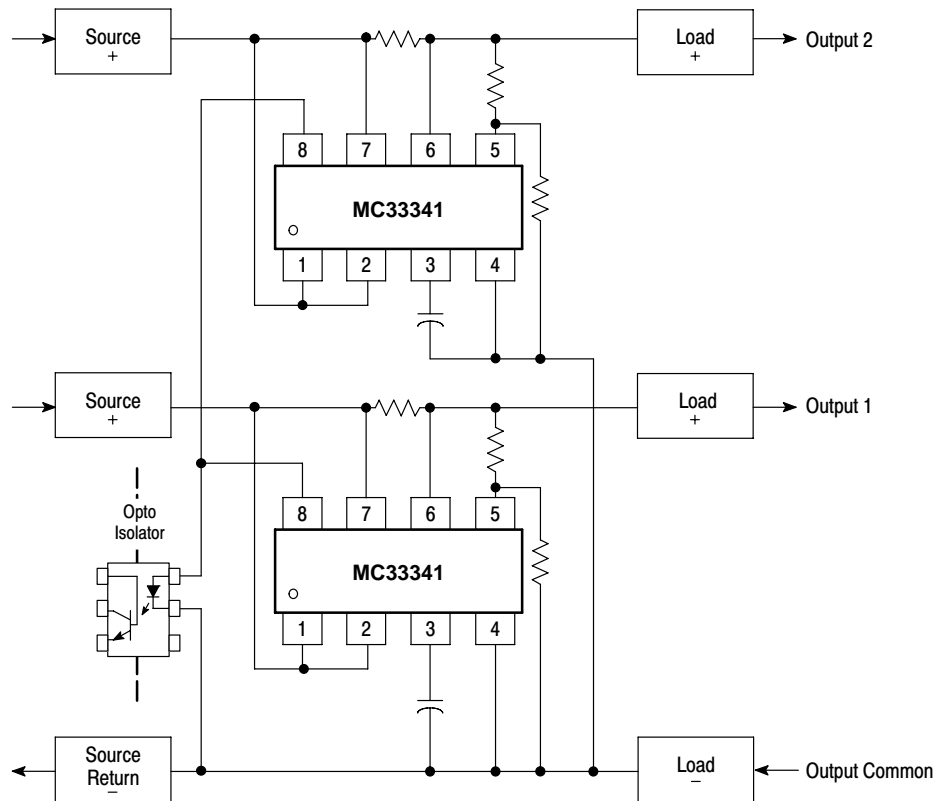 Source
+
Load
+
Output 2
8
7
6
5
MC33341
1
2
3
4
Source
+
Load
+
Output 1
Opto
Isolator
8
7
6
5
MC33341
1
2
3
4
Source
Return
–
Load
–
Output Common